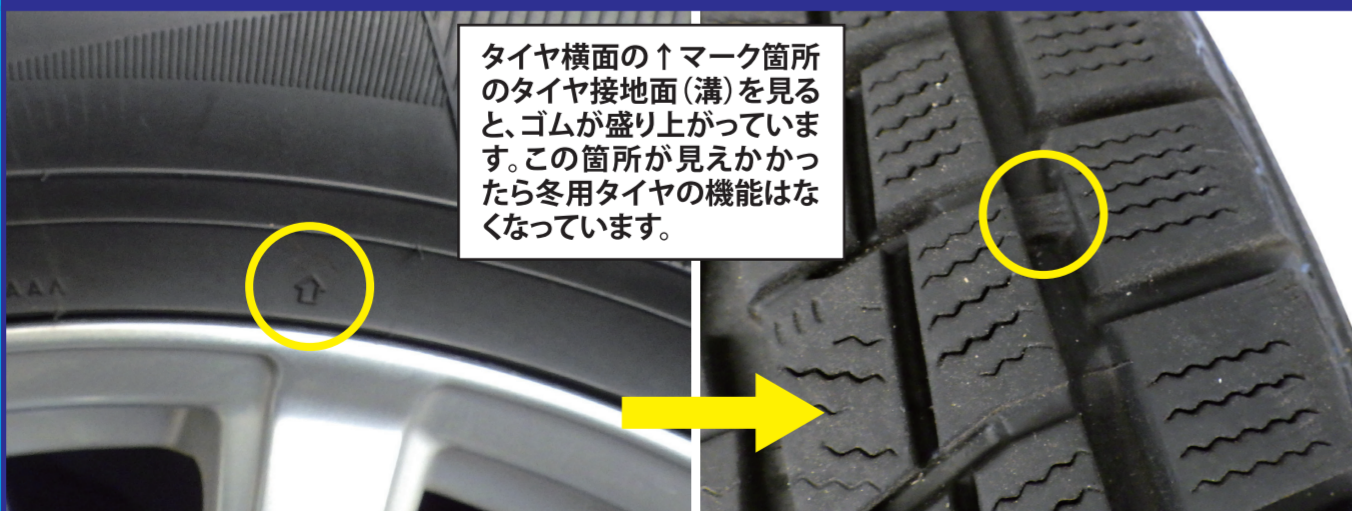 タイヤ横面の↑マーク箇所
のタイヤ接地面(溝)を見る
と、ゴムが盛り上がっていま
す。この箇所が見えかかっ
たら冬用タイヤの機能はな
くなっています。